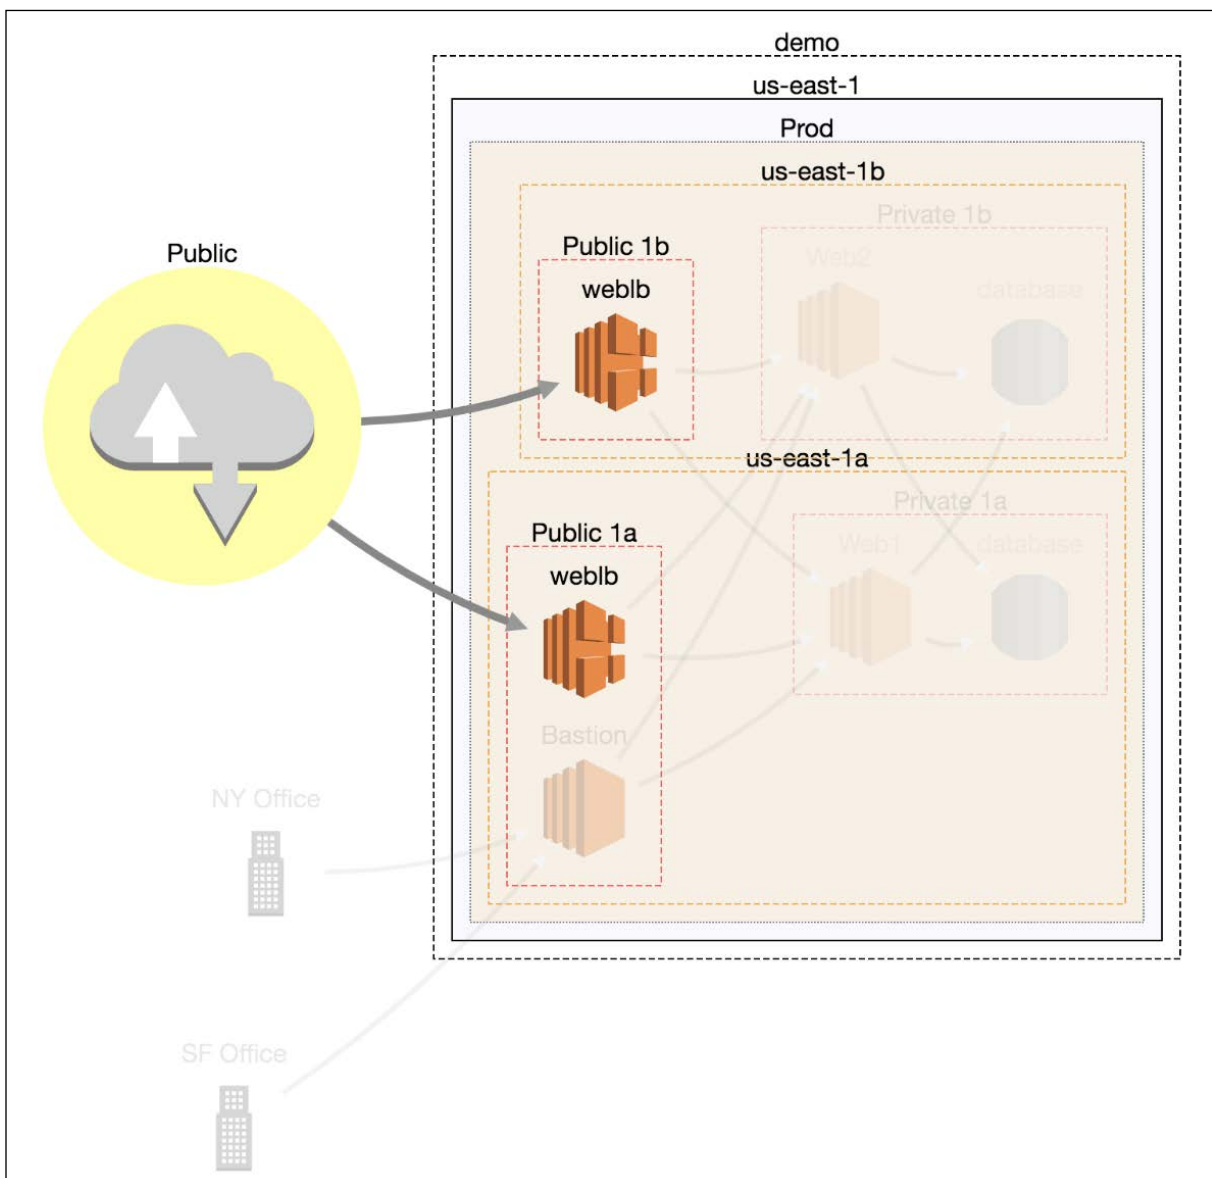 demo
us-east-1
Prod
us-east-1b
Private 1b
Public 1b
Web2
weblb
database
Public
us-east-1a
Private 1a
Public 1a
Web1
database
weblb
Bastion
NY Office
SF Office